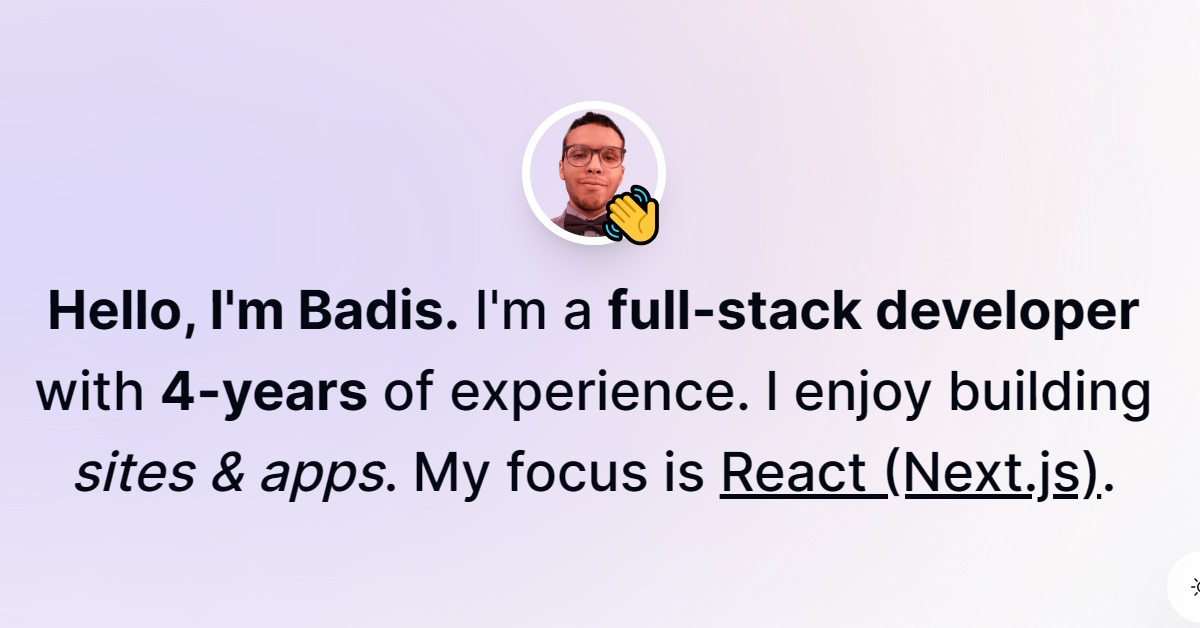 Hello, I'm Badis. I'm a full-stack developer
with 4-years of experience. I enjoy building
sites & apps. My focus is React (Next.js).